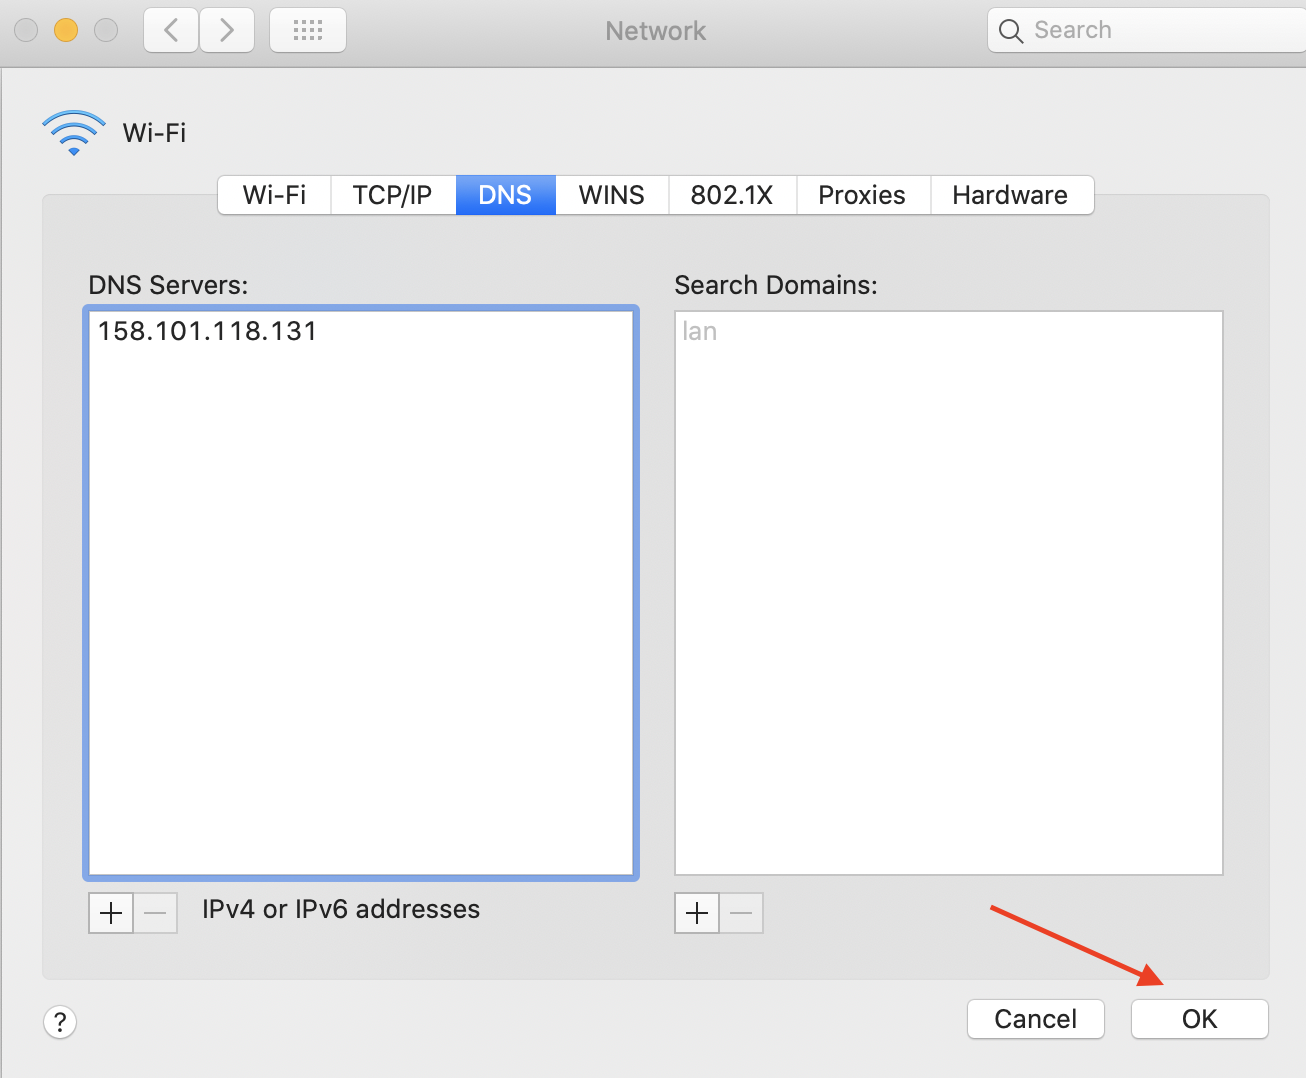 Network
Search
Wi-Fi
Wi-Fi TCP/IP DNS WINS 802.1X Proxies Hardware
DNS Servers:
158.101.118.131
IPv4 or IPv6 addresses
Search Domains:
lan
?
Cancel
OK